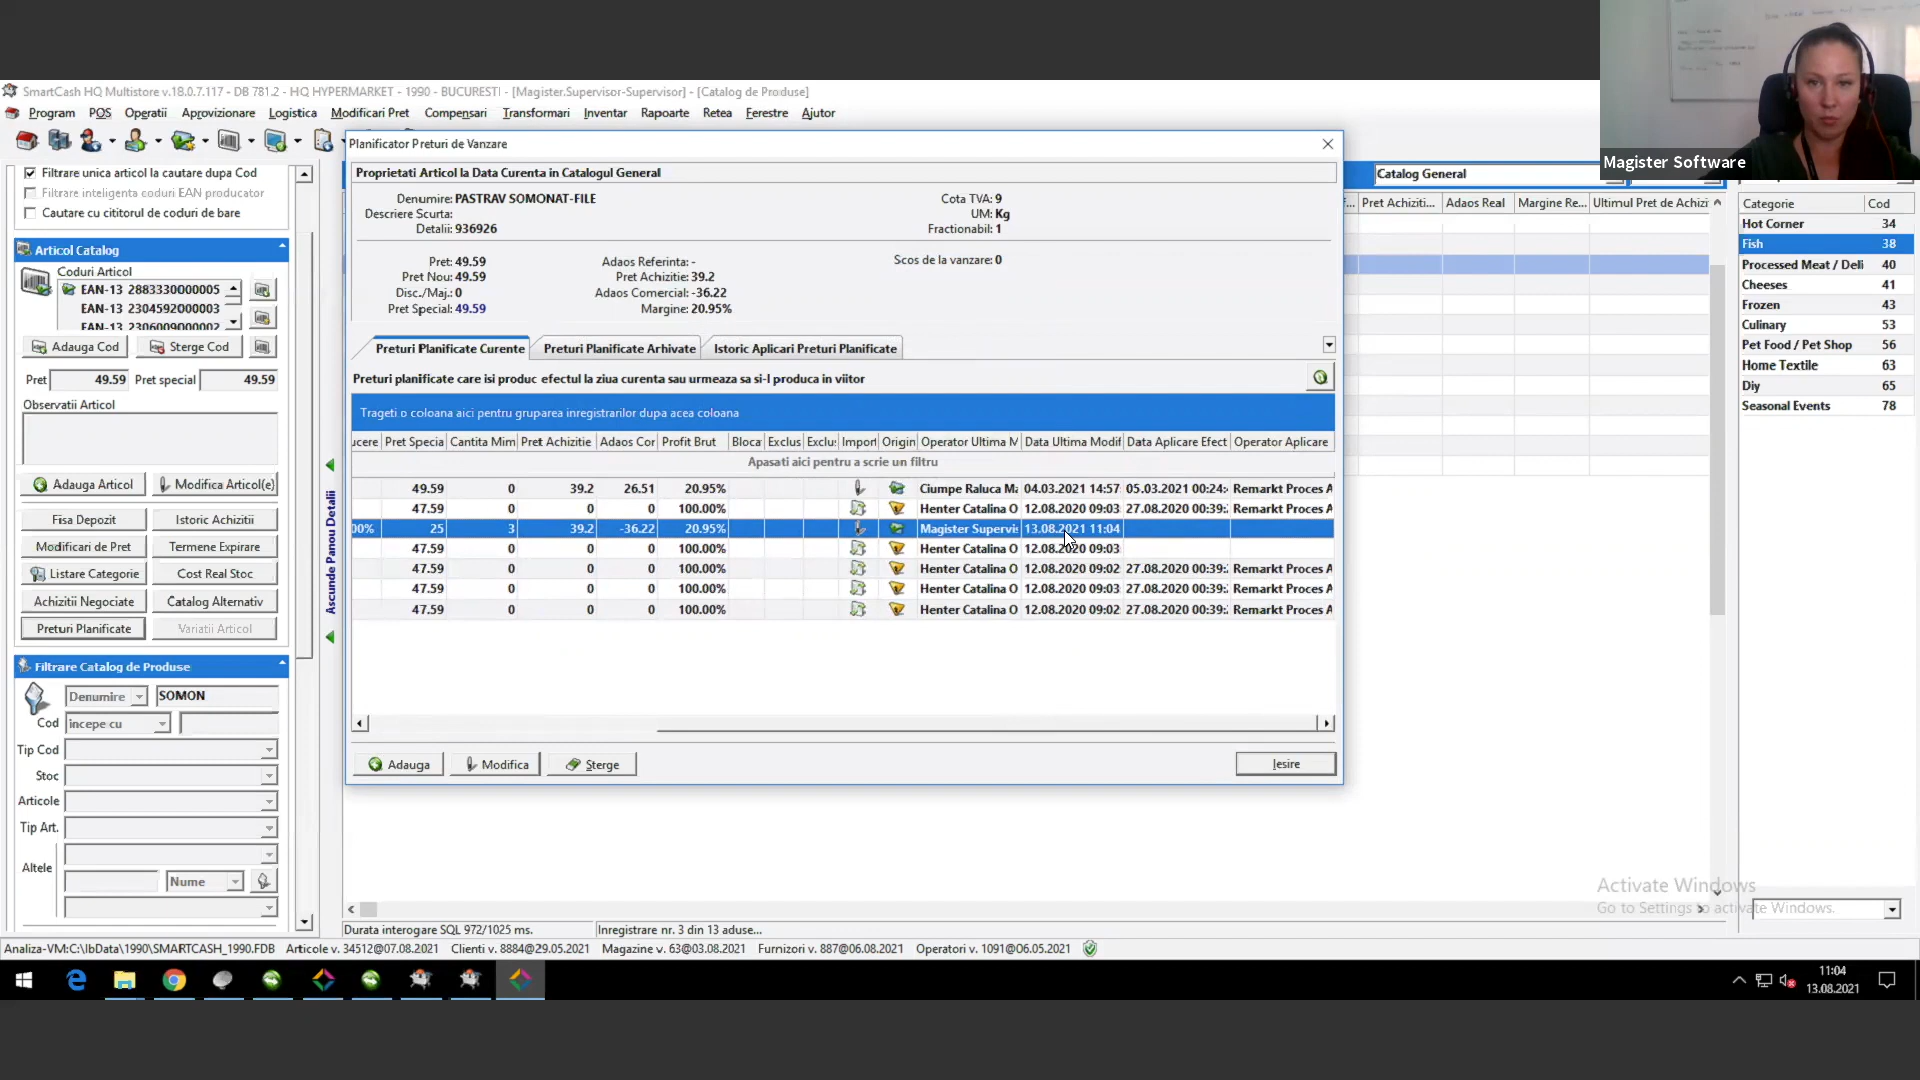 SmartCash HQ Multistore v.18.0.7.117 - DB 781.2 - HQ HYPERMARKET - 1990 - BUCURESTI - [Magister.Supervisor-Supervisor] - [Catalog de Produse]
Program POS Operatii Aprovizionare Logistica Modificari Pret Compensari Transformari Inventar Rapoarte Retea Ferestre Ajutor
Magister Software
Filtrare unica articol la cautare dupa Cod
Filtrare inteligenta coduri EAN producator
Cautare cu cititorul de coduri de bare
Articol Catalog
Coduri Articol
EAN-13 2883330000005
EAN-13 2304592000003
EAN-13 2306009000002
Adauga Cod Sterge Cod
Pret 49.59 Pret special 49.59
Observatii Articol
Adauga Articol Modifica Articol(e)
Fisa Depozit Istoric Achizitii
Modificari de Pret Termene Expirare
Listare Categorie Cost Real Stoc
Achizitii Negociate Catalog Alternativ
Preturi Planificate Variatii Articol
Filtrare Catalog de Produse
Denumire SOMON
Cod incepe cu
Tip Cod
Stoc
Articole
Tip Art.
Altele
Nume
Ascunde Panou Detalii
Planificator Preturi de Vanzare
Proprietati Articol la Data Curenta in Catalogul General
Denumire: PASTRAV SOMONAT-FILE Cota TVA: 9
Descriere Scurta: UM: Kg
Detalii: 936926 Fractionabil: 1
Pret: 49.59 Adaos Referinta: - Scos de la vanzare: 0
Pret Nou: 49.59 Pret Achizitie: 39.2
Disc./Maj.: 0 Adaos Comercial: -36.22
Pret Special: 49.59 Margine: 20.95%
Preturi Planificate Curente Preturi Planificate Arhivate Istoric Aplicari Preturi Planificate
Preturi planificate care isi produc efectul la ziua curenta sau urmeaza sa si-l produca in viitor
Trageti o coloana aici pentru gruparea inregistrarilor dupa acea coloana
ucere Pret Specia Cantita Mim Pret Achizitie Adaos Cor Profit Brut Bloca Exclus Exclu: Import Origin Operator Ultima M Data Ultima Modif Data Aplicare Efect Operator Aplicare
Apasati aici pentru a scrie un filtru
49.59 0 39.2 26.51 20.95% Ciumpe Raluca Ma 04.03.2021 14:57: 05.03.2021 00:24: Remarkt Proces A
47.59 0 0 0 100.00% Henter Catalina O 12.08.2020 09:03 27.08.2020 00:39: Remarkt Proces A
00% 25 3 39.2 -36.22 20.95% Magister Supervis 13.08.2021 11:04
47.59 0 0 0 100.00% Henter Catalina O 12.08.2020 09:03
47.59 0 0 0 100.00% Henter Catalina O 12.08.2020 09:02 27.08.2020 00:39: Remarkt Proces A
47.59 0 0 0 100.00% Henter Catalina O 12.08.2020 09:03 27.08.2020 00:39: Remarkt Proces A
47.59 0 0 0 100.00% Henter Catalina O 12.08.2020 09:02 27.08.2020 00:39: Remarkt Proces A
Adauga Modifica Sterge Iesire
Catalog General
Pret Achiziti... Adaos Real Margine Re... Ultimul Pret de Achizi
Categorie Cod
Hot Corner 34
Fish 38
Processed Meat / Deli 40
Cheeses 41
Frozen 43
Culinary 53
Pet Food / Pet Shop 56
Home Textile 63
Diy 65
Seasonal Events 78
Activate Windows
Go to Settings to activate Windows.
Durata interogare SQL 972/1025 ms. Inregistrare nr. 3 din 13 aduse...
Analiza-VM:C:\IbData\1990\SMARTCASH_1990.FDB Articole v. 34512@07.08.2021 Clienti v. 8884@29.05.2021 Magazine v. 63@03.08.2021 Furnizori v. 887@06.08.2021 Operatori v. 1091@06.05.2021
11:04
13.08.2021